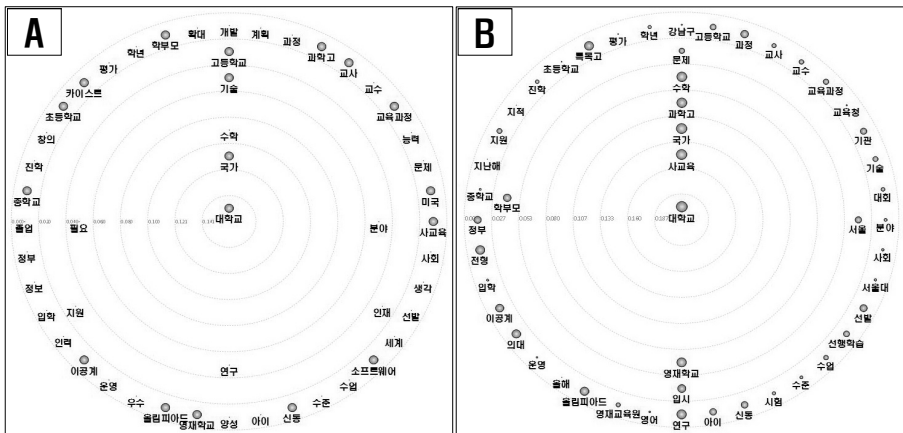 A
확대 개발 계획
학부모 과정
학년 고등학교 과학고
평가 교사
카이스트 기술 교수
초등학교 교육과정
창의 수학 능력
진학 국가 문제
중학교 미국
대학교
졸업 필요 분야 사교육
정부 사회
정보 생각
입학 지원 인재 선발
인력 세계
이공계 연구 소프트웨어
운영 수업
우수 수준
올림피아드 신동
영재학교 양성 아이
B
학년 강남구 고등학교
평가 과정
특목고 문제 교사
초등학교 교수
진학 수학 교육과정
지적 과학고 교육청
지원 국가 기관
지난해 사교육 기술
중학교 학부모 대회
대학교
정부 서울 분야
전형 사회
입학 서울대
이공계 선발
의대 선행학습
운영 영재학교 수업
올해 수준
올림피아드 입시 시험
영재교육원 신동
영어 연구 아이